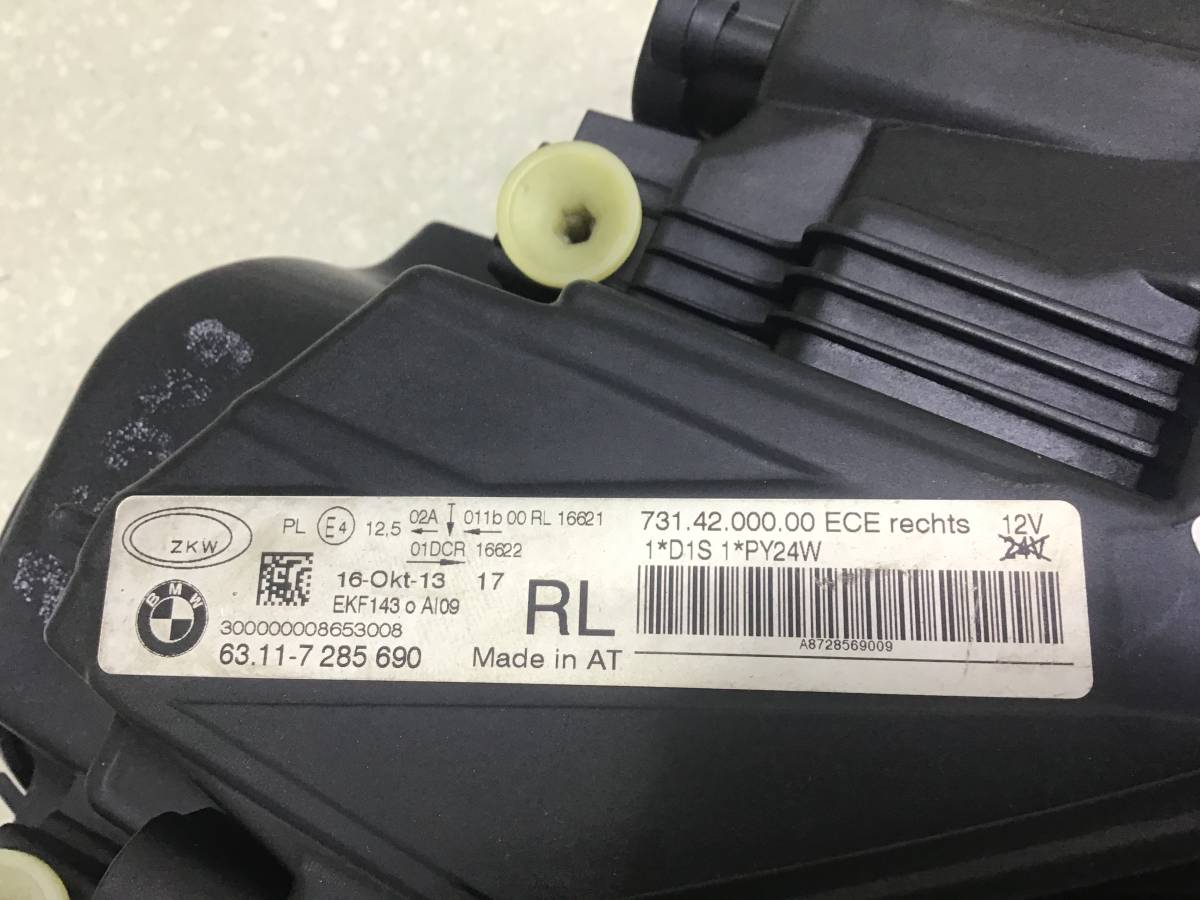 ZKW
PL E4 12,5 02A 011b 00 RL 16621
01DCR 16622
16-Okt-13 17
EKF143 o A/09
BMW
300000008653008
63.11-7 285 690
RL
Made in AT
731.42.000.00 ECE rechts 12V
1*D1S 1*PY24W 24V
A8728569009